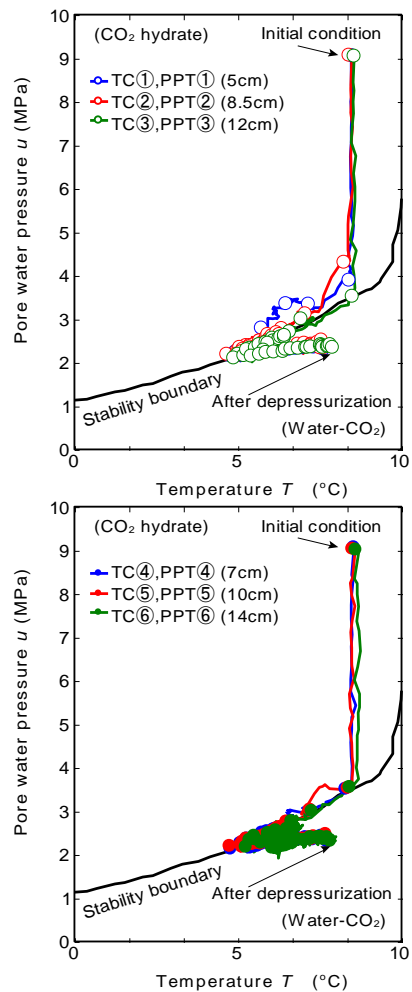 10
(CO₂ hydrate)
Initial condition
9
TC①,PPT① (5cm)
8
TC②,PPT② (8.5cm)
TC③,PPT③ (12cm)
7
6
5
4
3
2
1
0
Pore water pressure u (MPa)
Stability boundary
After depressurization
(Water-CO₂)
0
5
10
Temperature T (°C)
10
(CO₂ hydrate)
Initial condition
9
TC④,PPT④ (7cm)
8
TC⑤,PPT⑤ (10cm)
TC⑥,PPT⑥ (14cm)
7
6
5
4
3
2
1
0
Pore water pressure u (MPa)
Stability boundary
After depressurization
(Water-CO₂)
0
5
10
Temperature T (°C)